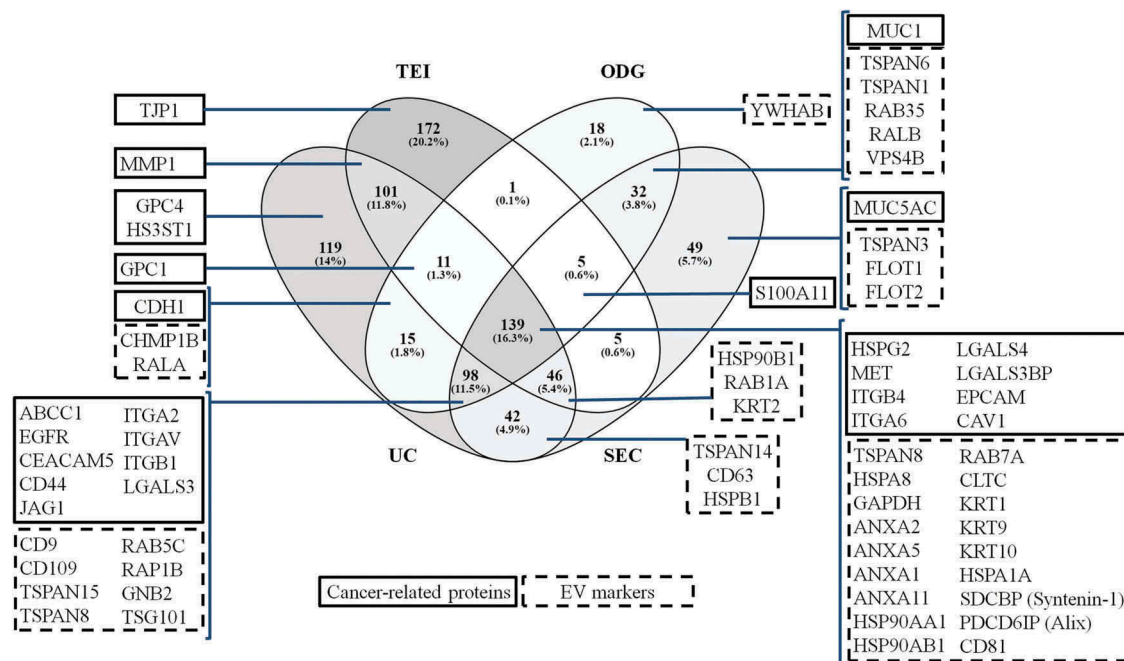 TEI
ODG
UC
SEC
172
(20.2%)
18
(2.1%)
101
(11.8%)
1
(0.1%)
32
(3.8%)
119
(14%)
11
(1.3%)
5
(0.6%)
49
(5.7%)
15
(1.8%)
139
(16.3%)
5
(0.6%)
98
(11.5%)
46
(5.4%)
42
(4.9%)
TJP1
MMP1
GPC4
HS3ST1
GPC1
CDH1
CHMP1B
RALA
ABCC1 ITGA2
EGFR ITGAV
CEACAM5 ITGB1
CD44 LGALS3
JAG1
CD9 RAB5C
CD109 RAP1B
TSPAN15 GNB2
TSPAN8 TSG101
YWHAB
MUC1
TSPAN6
TSPAN1
RAB35
RALB
VPS4B
MUC5AC
TSPAN3
FLOT1
FLOT2
S100A11
HSP90B1
RAB1A
KRT2
TSPAN14
CD63
HSPB1
HSPG2 LGALS4
MET LGALS3BP
ITGB4 EPCAM
ITGA6 CAV1
TSPAN8 RAB7A
HSPA8 CLTC
GAPDH KRT1
ANXA2 KRT9
ANXA5 KRT10
ANXA1 HSPA1A
ANXA11 SDCBP (Syntenin-1)
HSP90AA1 PDCD6IP (Alix)
HSP90AB1 CD81
Cancer-related proteins
EV markers